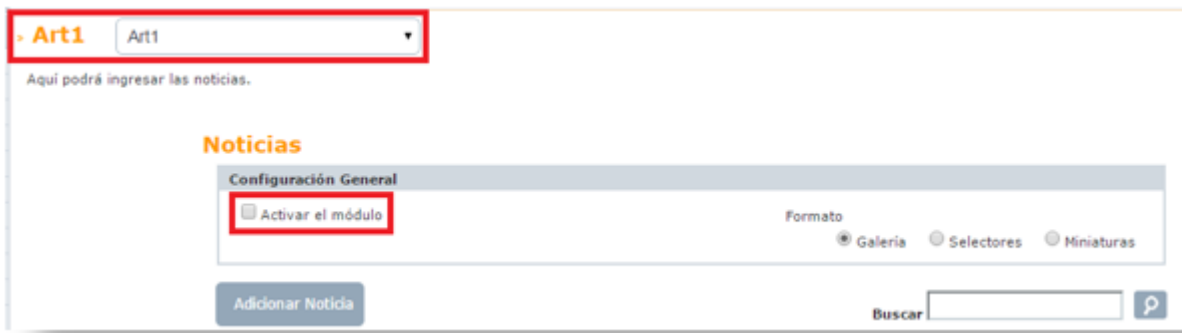 » Art1 Art1
Aquí podrá ingresar las noticias.
Noticias
Configuración General
Activar el módulo
Formato
Galería Selectores Miniaturas
Adicionar Noticia
Buscar